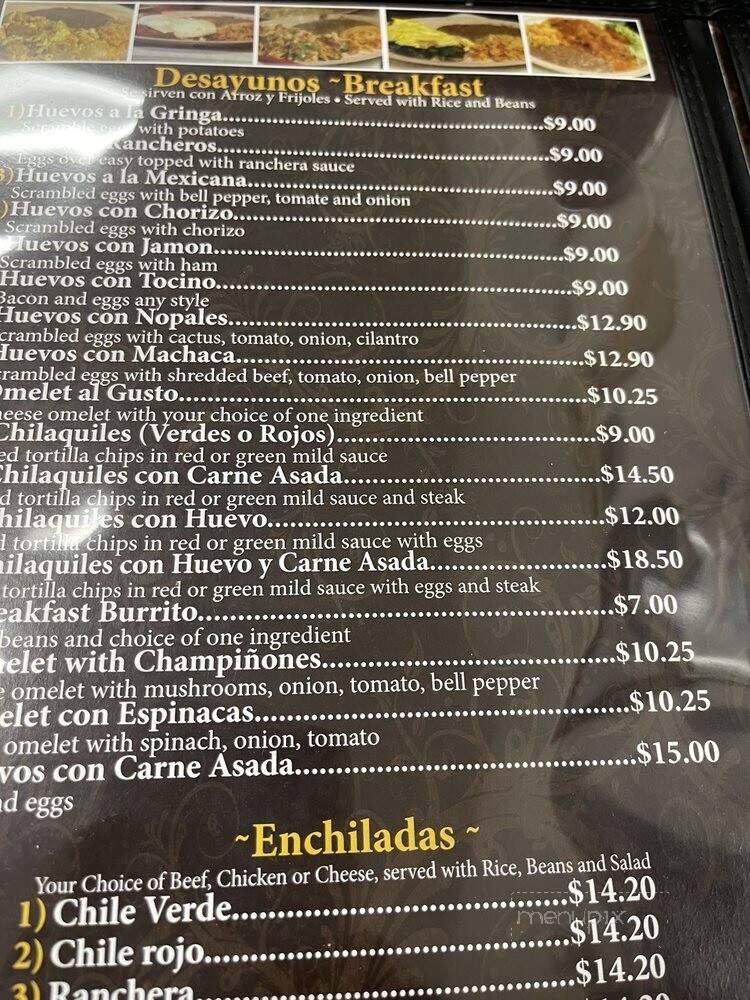 Desayunos ~Breakfast
Se sirven con Arroz y Frijoles • Served with Rice and Beans
1)Huevos a la Gringa........$9.00
Scramble eggs with potatoes
Rancheros........$9.00
Eggs over easy topped with ranchera sauce
3)Huevos a la Mexicana........$9.00
Scrambled eggs with bell pepper, tomate and onion
)Huevos con Chorizo........$9.00
Scrambled eggs with chorizo
Huevos con Jamon........$9.00
Scrambled eggs with ham
Huevos con Tocino........$9.00
Bacon and eggs any style
Huevos con Nopales........$12.90
crambled eggs with cactus, tomato, onion, cilantro
Huevos con Machaca........$12.90
crambled eggs with shredded beef, tomato, onion, bell pepper
Omelet al Gusto........$10.25
heese omelet with your choice of one ingredient
Chilaquiles (Verdes o Rojos)........$9.00
ed tortilla chips in red or green mild sauce
Chilaquiles con Carne Asada........$14.50
d tortilla chips in red or green mild sauce and steak
hilaquiles con Huevo........$12.00
d tortilla chips in red or green mild sauce with eggs
ilaquiles con Huevo y Carne Asada........$18.50
tortilla chips in red or green mild sauce with eggs and steak
eakfast Burrito........$7.00
beans and choice of one ingredient
melet with Champiñones........$10.25
e omelet with mushrooms, onion, tomato, bell pepper
elet con Espinacas........$10.25
omelet with spinach, onion, tomato
vos con Carne Asada........$15.00
nd eggs
~Enchiladas ~
Your Choice of Beef, Chicken or Cheese, served with Rice, Beans and Salad
1) Chile Verde........$14.20
menupix
2) Chile rojo........$14.20
3) Ranchera........$14.20